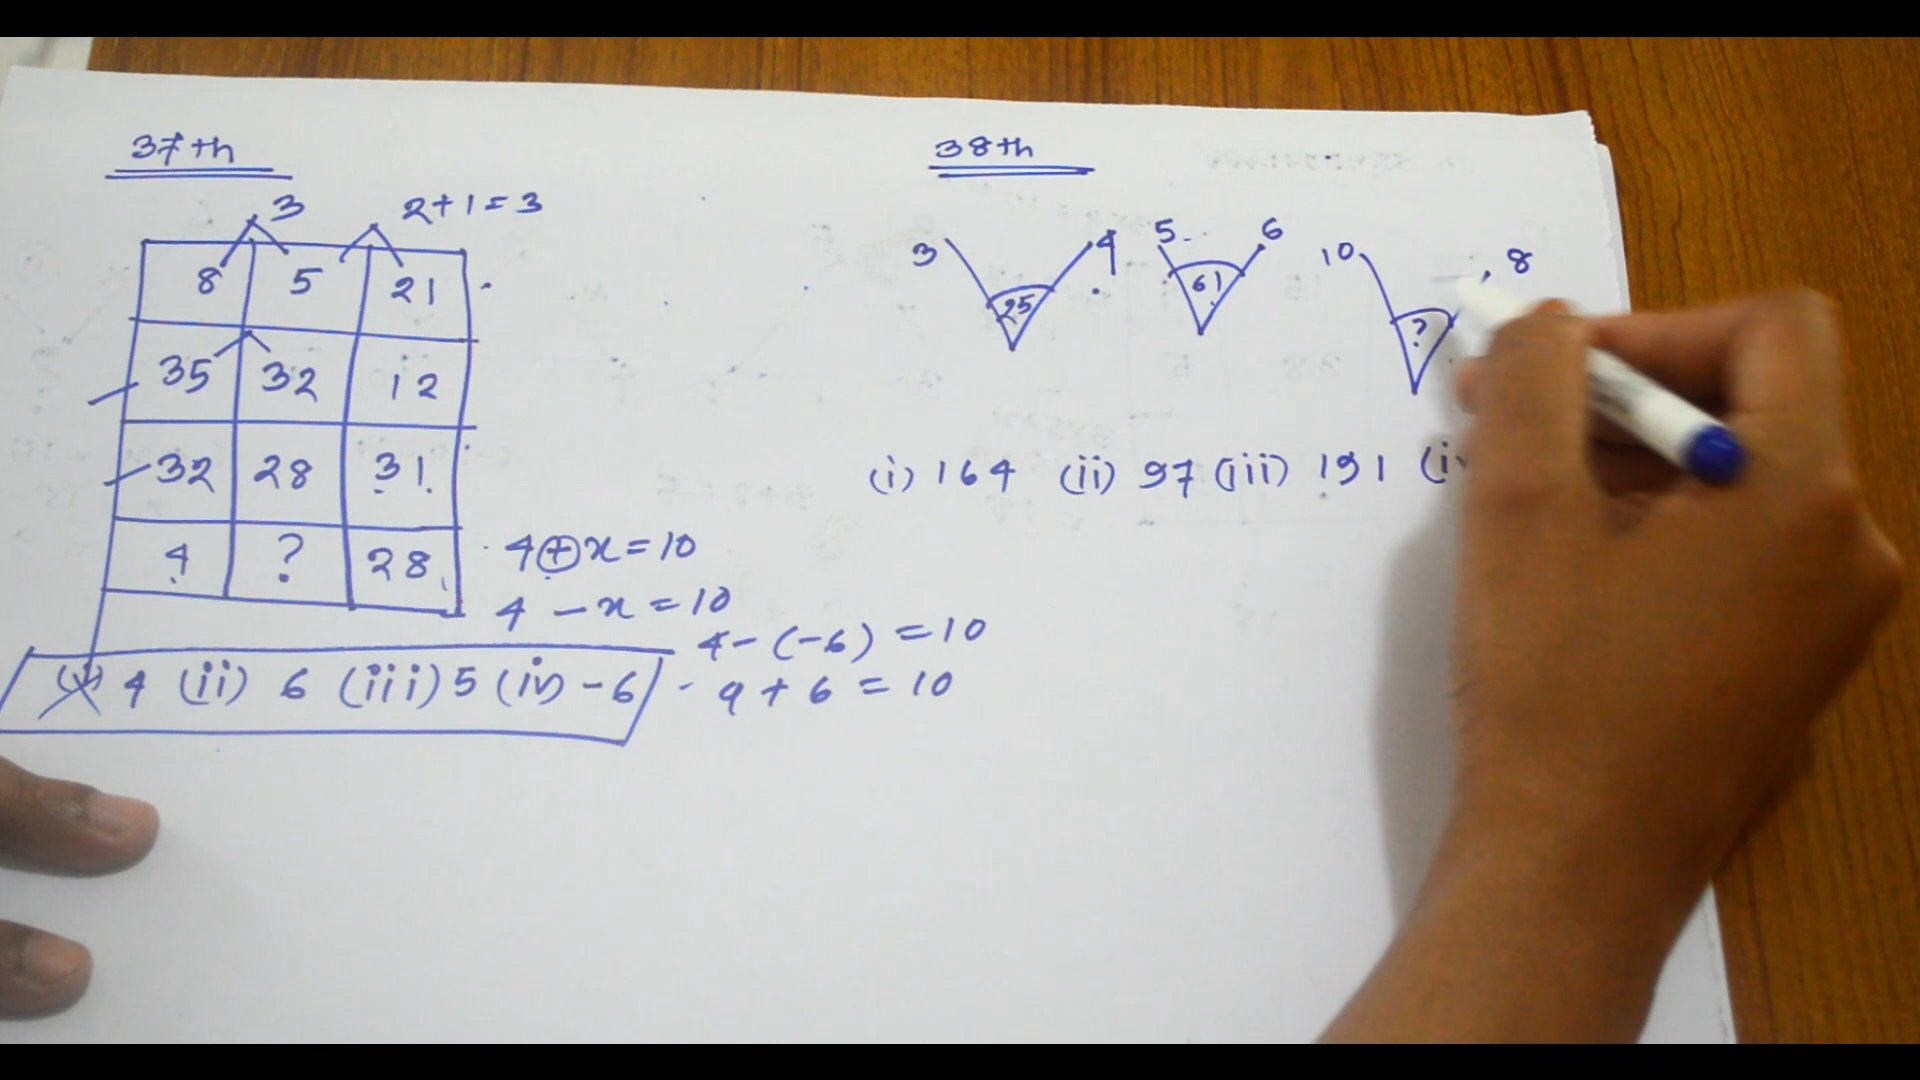 37th
3 2+1=3
8 5 21
35 32 12
32 28 31
4 ? 28
4+x=10
4-x=10
4-(-6)=10
(i) 4 (ii) 6 (iii) 5 (iv) -6
4+6=10
38th
3 4 5 6 10 8
25 61 ?
(i) 164 (ii) 97 (iii) 191